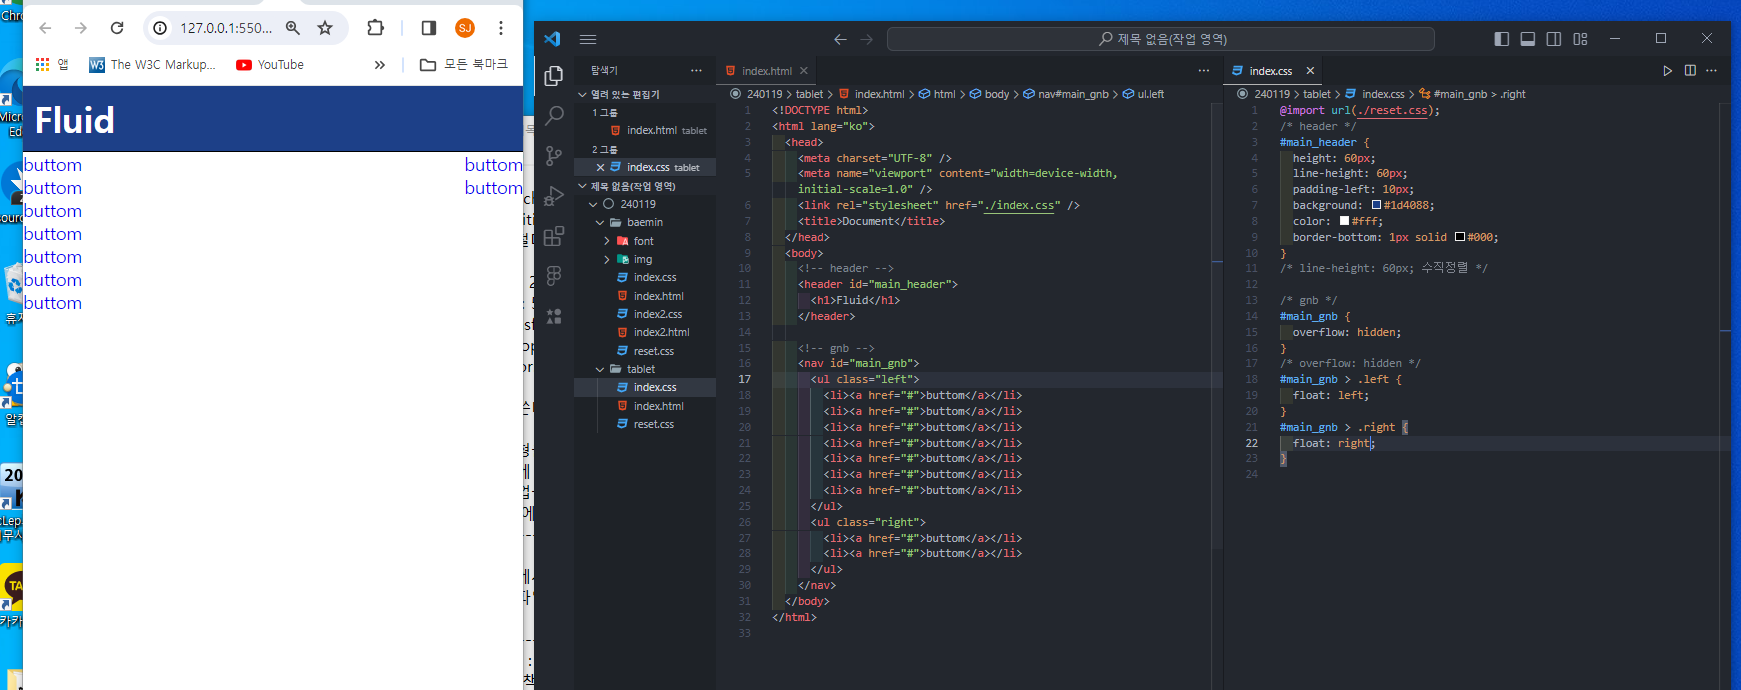 127.0.0.1:550...
SJ
앱
The W3C Markup...
YouTube
»
모든 북마크
Fluid
buttom buttom
buttom buttom
buttom
buttom
buttom
buttom
buttom
제목 없음(작업 영역)
탐색기
열려 있는 편집기
1 그룹
index.html tablet
2 그룹
index.css tablet
제목 없음(작업 영역)
240119
baemin
font
img
index.css
index.html
index2.css
index2.html
reset.css
tablet
index.css
index.html
reset.css
index.html
240119 > tablet > index.html > html > body > nav#main_gnb > ul.left
1 <!DOCTYPE html>
2 <html lang="ko">
3 <head>
4 <meta charset="UTF-8" />
5 <meta name="viewport" content="width=device-width,
initial-scale=1.0" />
6 <link rel="stylesheet" href="./index.css" />
7 <title>Document</title>
8 </head>
9 <body>
10 <!-- header -->
11 <header id="main_header">
12 <h1>Fluid</h1>
13 </header>
14
15 <!-- gnb -->
16 <nav id="main_gnb">
17 <ul class="left">
18 <li><a href="#">buttom</a></li>
19 <li><a href="#">buttom</a></li>
20 <li><a href="#">buttom</a></li>
21 <li><a href="#">buttom</a></li>
22 <li><a href="#">buttom</a></li>
23 <li><a href="#">buttom</a></li>
24 <li><a href="#">buttom</a></li>
25 </ul>
26 <ul class="right">
27 <li><a href="#">buttom</a></li>
28 <li><a href="#">buttom</a></li>
29 </ul>
30 </nav>
31 </body>
32 </html>
33
index.css
240119 > tablet > index.css > #main_gnb > .right
1 @import url(./reset.css);
2 /* header */
3 #main_header {
4 height: 60px;
5 line-height: 60px;
6 padding-left: 10px;
7 background: #1d4088;
8 color: #fff;
9 border-bottom: 1px solid #000;
10 }
11 /* line-height: 60px; 수직정렬 */
12
13 /* gnb */
14 #main_gnb {
15 overflow: hidden;
16 }
17 /* overflow: hidden */
18 #main_gnb > .left {
19 float: left;
20 }
21 #main_gnb > .right {
22 float: right;
23 }
24